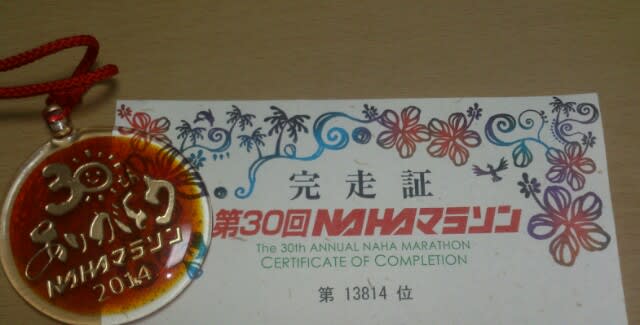 30
ありがとう
NAHAマラソン
2014
完走証
第30回NAHAマラソン
The 30th ANNUAL NAHA MARATHON
CERTIFICATE OF COMPLETION
第 13814 位